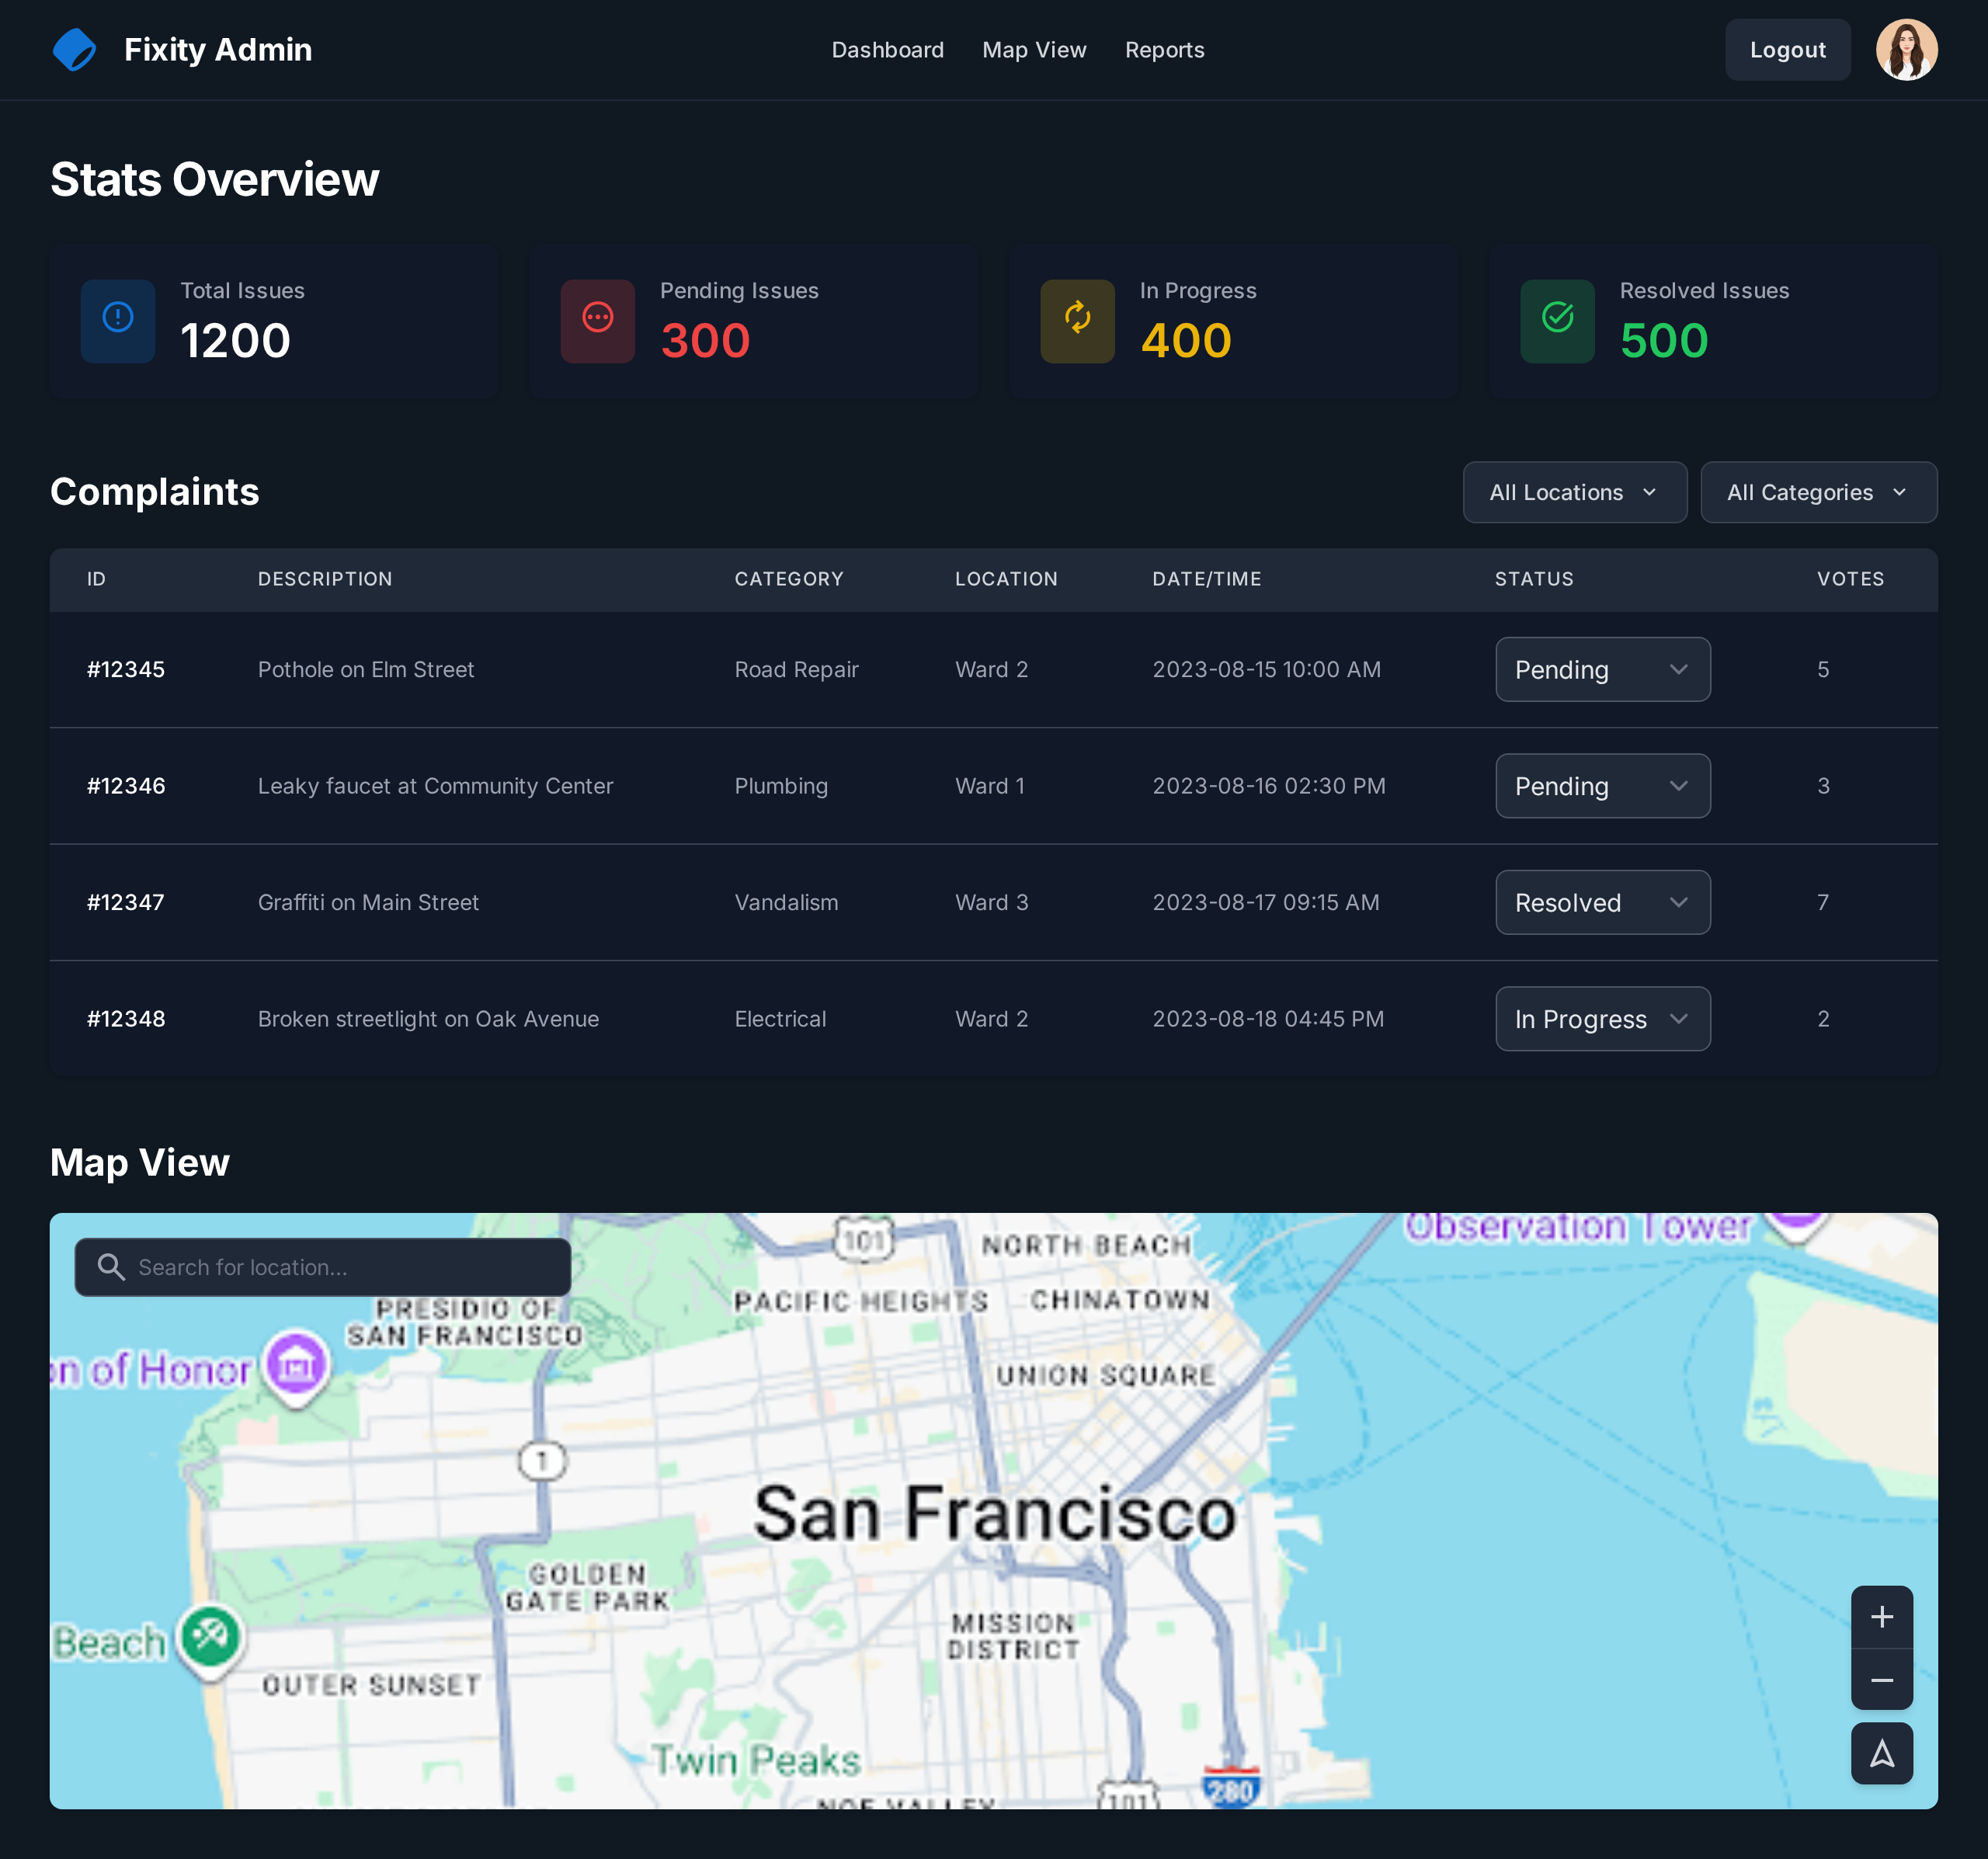 Fixity Admin
Dashboard
Map View
Reports
Logout
Stats Overview
Total Issues
1200
Pending Issues
300
In Progress
400
Resolved Issues
500
Complaints
All Locations
All Categories
ID DESCRIPTION CATEGORY LOCATION DATE/TIME STATUS VOTES
#12345 Pothole on Elm Street Road Repair Ward 2 2023-08-15 10:00 AM Pending 5
#12346 Leaky faucet at Community Center Plumbing Ward 1 2023-08-16 02:30 PM Pending 3
#12347 Graffiti on Main Street Vandalism Ward 3 2023-08-17 09:15 AM Resolved 7
#12348 Broken streetlight on Oak Avenue Electrical Ward 2 2023-08-18 04:45 PM In Progress 2
Map View
Search for location...
101
NORTH BEACH
Observation Tower
PRESIDIO OF
SAN FRANCISCO
PACIFIC HEIGHTS
CHINATOWN
on of Honor
UNION SQUARE
1
San Francisco
GOLDEN
GATE PARK
Beach
MISSION
DISTRICT
OUTER SUNSET
Twin Peaks
NOE VALLEY
101
280